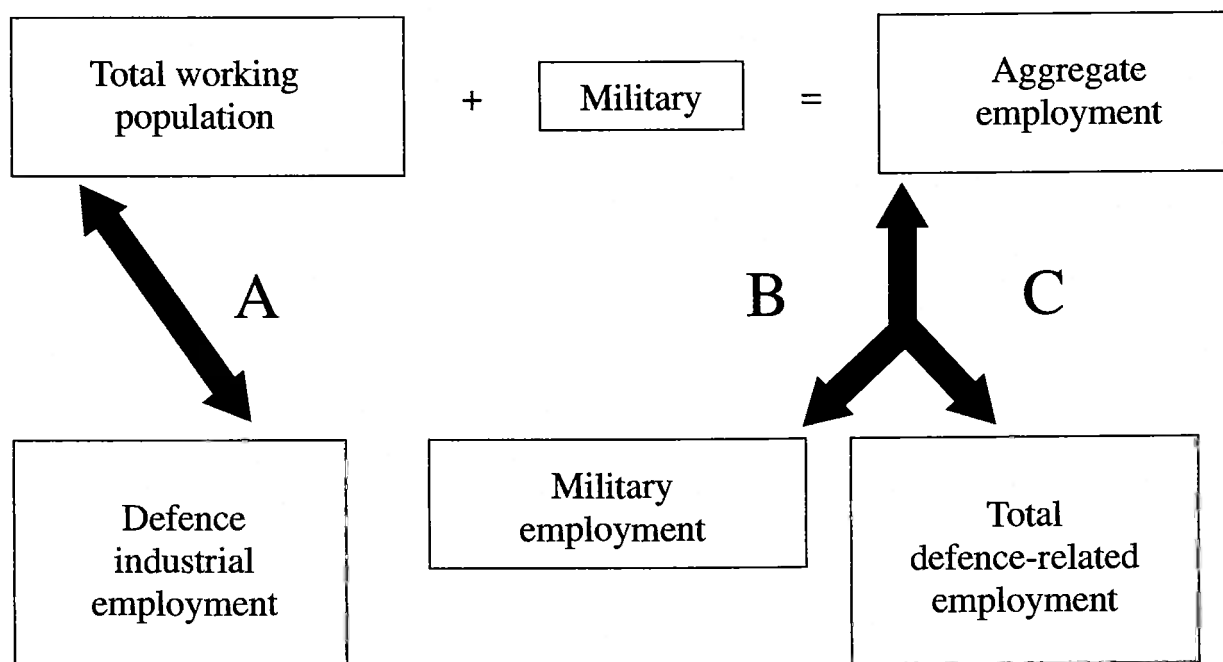 Total working
population
+
Military
=
Aggregate
employment
A
B
C
Defence
industrial
employment
Military
employment
Total
defence-related
employment